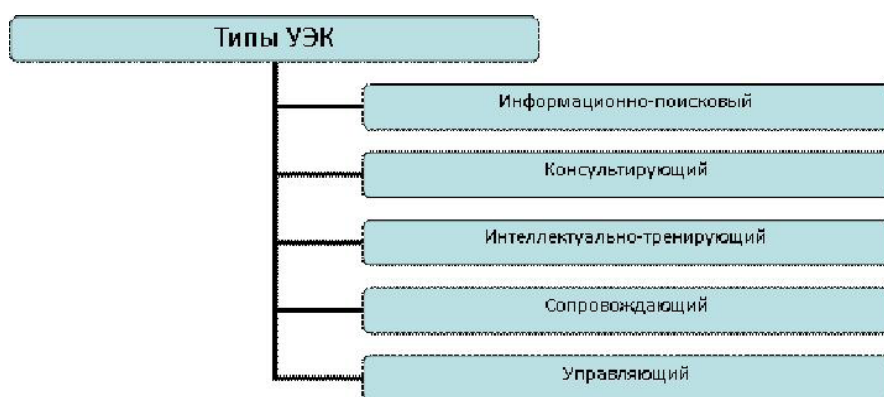 Типы УЭК
Информационно-поисковый
Консультирующий
Интеллектуально-тренирующий
Сопровождающий
Управляющий